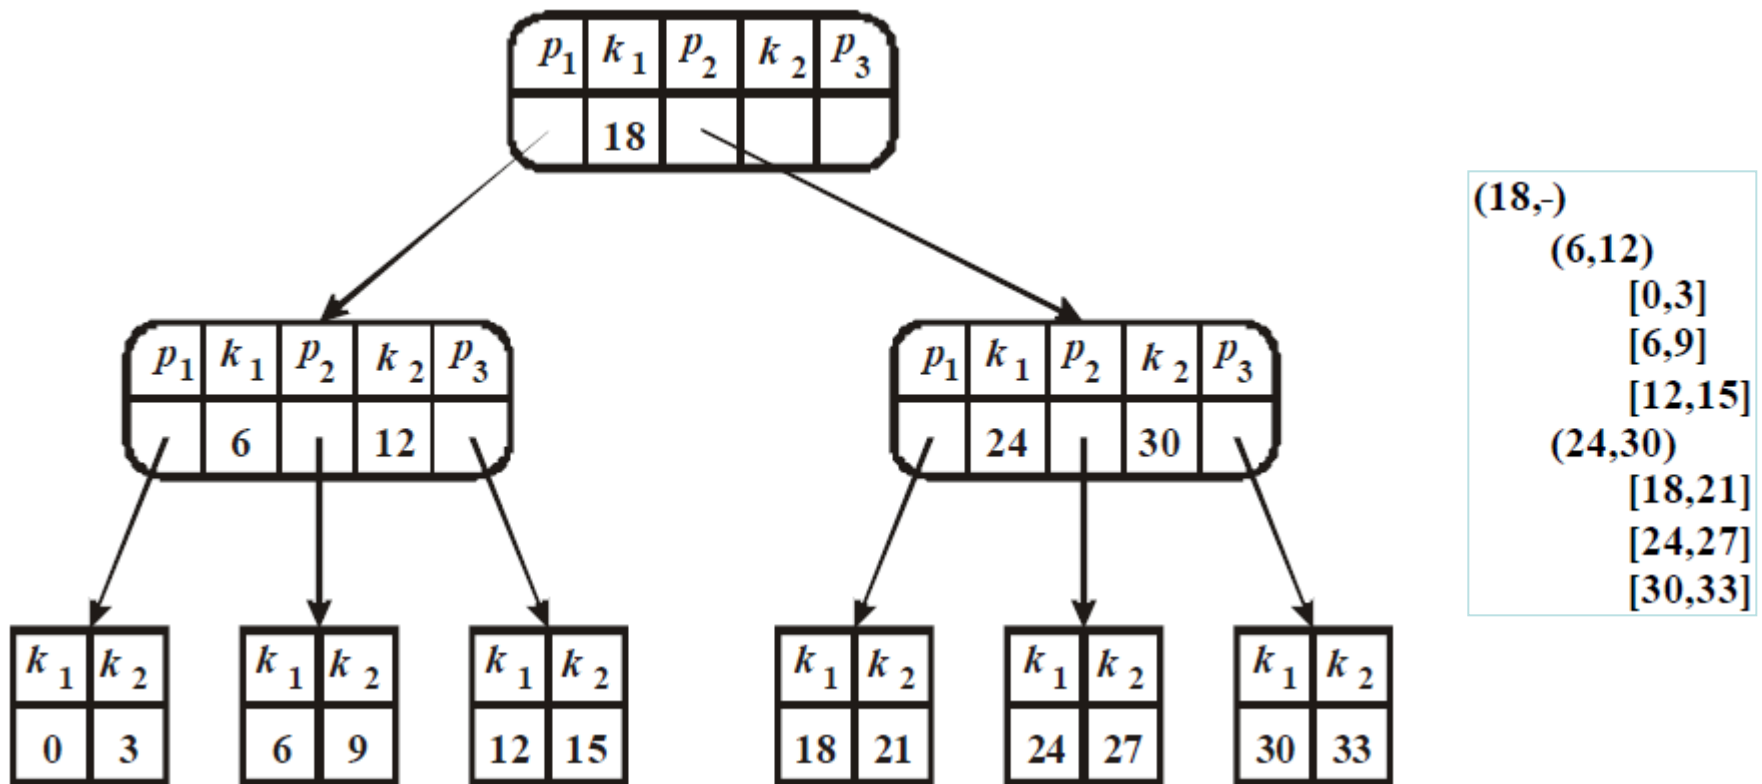 p1 k1 p2 k2 p3
18
p1 k1 p2 k2 p3
6 12
p1 k1 p2 k2 p3
24 30
k1 k2
0 3
k1 k2
6 9
k1 k2
12 15
k1 k2
18 21
k1 k2
24 27
k1 k2
30 33
(18,-)
(6,12)
[0,3]
[6,9]
[12,15]
(24,30)
[18,21]
[24,27]
[30,33]